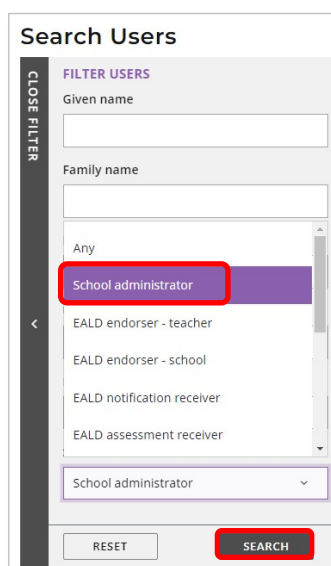 Search Users
CLOSE FILTER
FILTER USERS
Given name
Family name
Any
School administrator
EALD endorser - teacher
EALD endorser - school
EALD notification receiver
EALD assessment receiver
School administrator
RESET
SEARCH